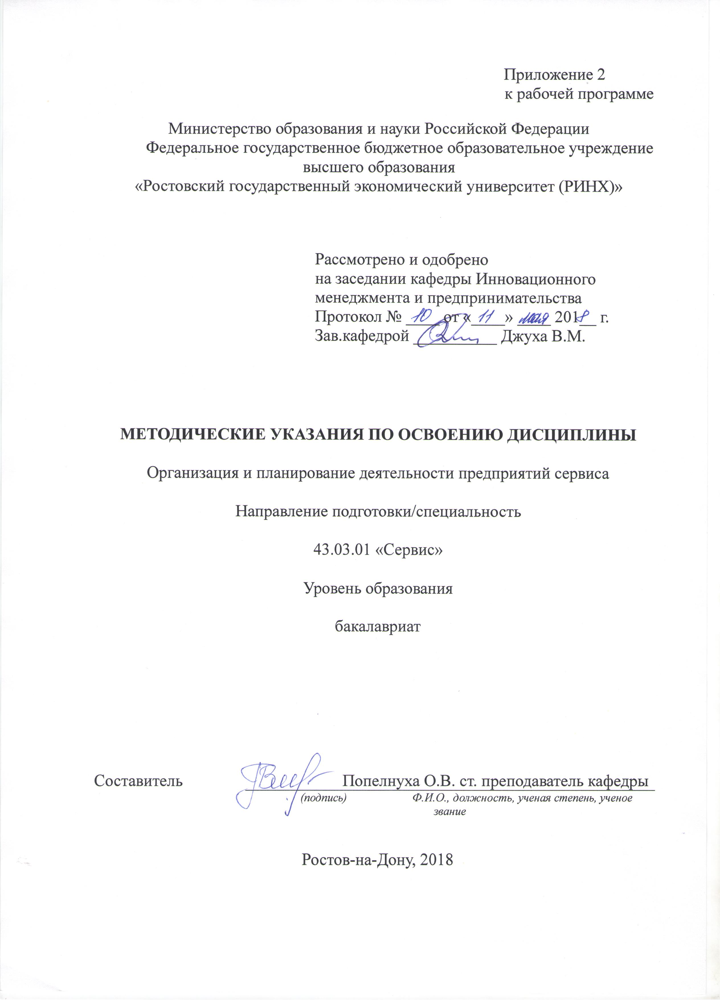 Приложение 2
к рабочей программе
Министерство образования и науки Российской Федерации
Федеральное государственное бюджетное образовательное учреждение
высшего образования
«Ростовский государственный экономический университет (РИНХ)»
Рассмотрено и одобрено
на заседании кафедры Инновационного
менеджмента и предпринимательства
Протокол № 10 от « 11 » мая 2018 г.
Зав.кафедрой __________ Джуха В.М.
МЕТОДИЧЕСКИЕ УКАЗАНИЯ ПО ОСВОЕНИЮ ДИСЦИПЛИНЫ
Организация и планирование деятельности предприятий сервиса
Направление подготовки/специальность
43.03.01 «Сервис»
Уровень образования
бакалавриат
Составитель Попелнуха О.В. ст. преподаватель кафедры
(подпись) Ф.И.О., должность, ученая степень, ученое
звание
Ростов-на-Дону, 2018